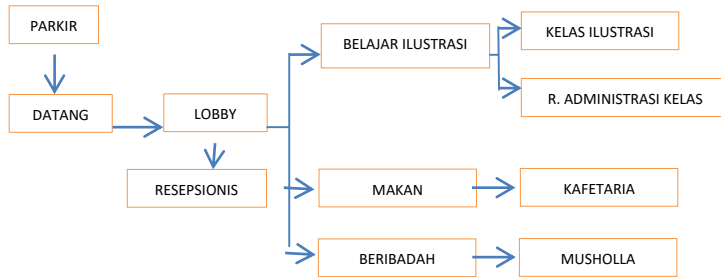 PARKIR
KELAS ILUSTRASI
BELAJAR ILUSTRASI
R. ADMINISTRASI KELAS
DATANG
LOBBY
RESEPSIONIS
MAKAN
KAFETARIA
BERIBADAH
MUSHOLLA